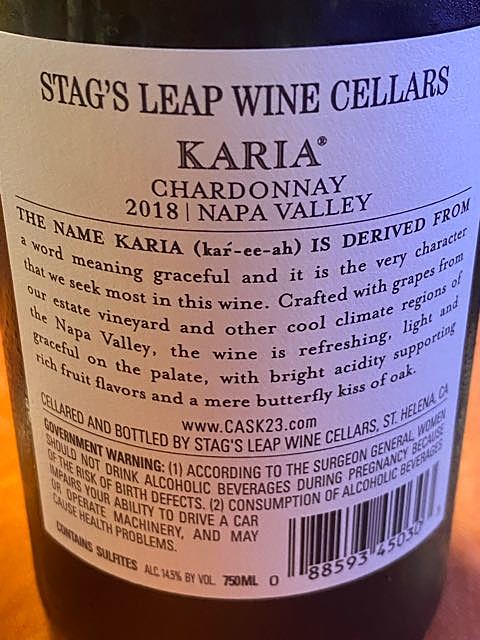 STAG'S LEAP WINE CELLARS
KARIA®
CHARDONNAY
2018 | NAPA VALLEY
THE NAME KARIA (kaŕ-ee-ah) IS DERIVED FROM
a word meaning graceful and it is the very character
that we seek most in this wine. Crafted with grapes from
our estate vineyard and other cool climate regions of
the Napa Valley, the wine is refreshing, light and
graceful on the palate, with bright acidity supporting
rich fruit flavors and a mere butterfly kiss of oak.
www.CASK23.com
CELLARED AND BOTTLED BY STAG'S LEAP WINE CELLARS, ST. HELENA, CA
GOVERNMENT WARNING: (1) ACCORDING TO THE SURGEON GENERAL, WOMEN
SHOULD NOT DRINK ALCOHOLIC BEVERAGES DURING PREGNANCY BECAUSE
OF THE RISK OF BIRTH DEFECTS. (2) CONSUMPTION OF ALCOHOLIC BEVERAGES
IMPAIRS YOUR ABILITY TO DRIVE A CAR
OR OPERATE MACHINERY, AND MAY
CAUSE HEALTH PROBLEMS.
CONTAINS SULFITES ALC. 14.5% BY VOL. 750ML
0 88593 45030